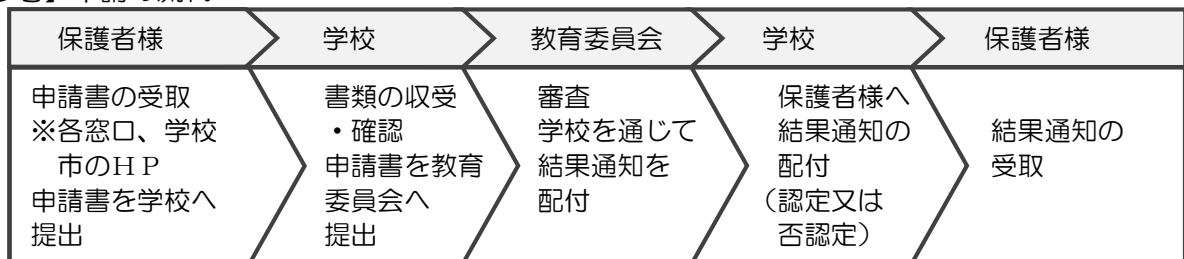 保護者様
学校
教育委員会
学校
保護者様
申請書の受取
※各窓口、学校
市のHP
申請書を学校へ
提出
書類の収受
・確認
申請書を教育
委員会へ
提出
審査
学校を通じて
結果通知を
配付
保護者様へ
結果通知の
配付
(認定又は
否認定)
結果通知の
受取